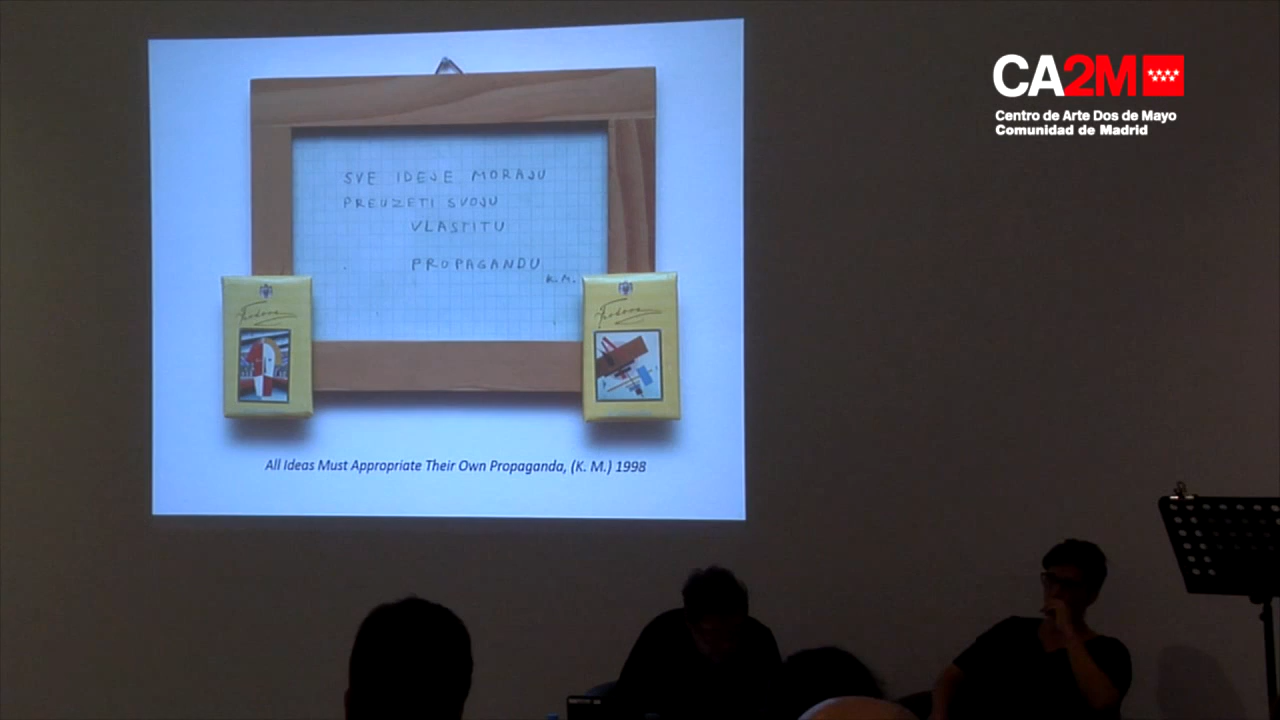 SVE IDEJE MORAJU
PREUZETI SVOJU
VLASTITU
PROPAGANDU
K.M.
All Ideas Must Appropriate Their Own Propaganda, (K. M.) 1998
CA2M
Centro de Arte Dos de Mayo
Comunidad de Madrid